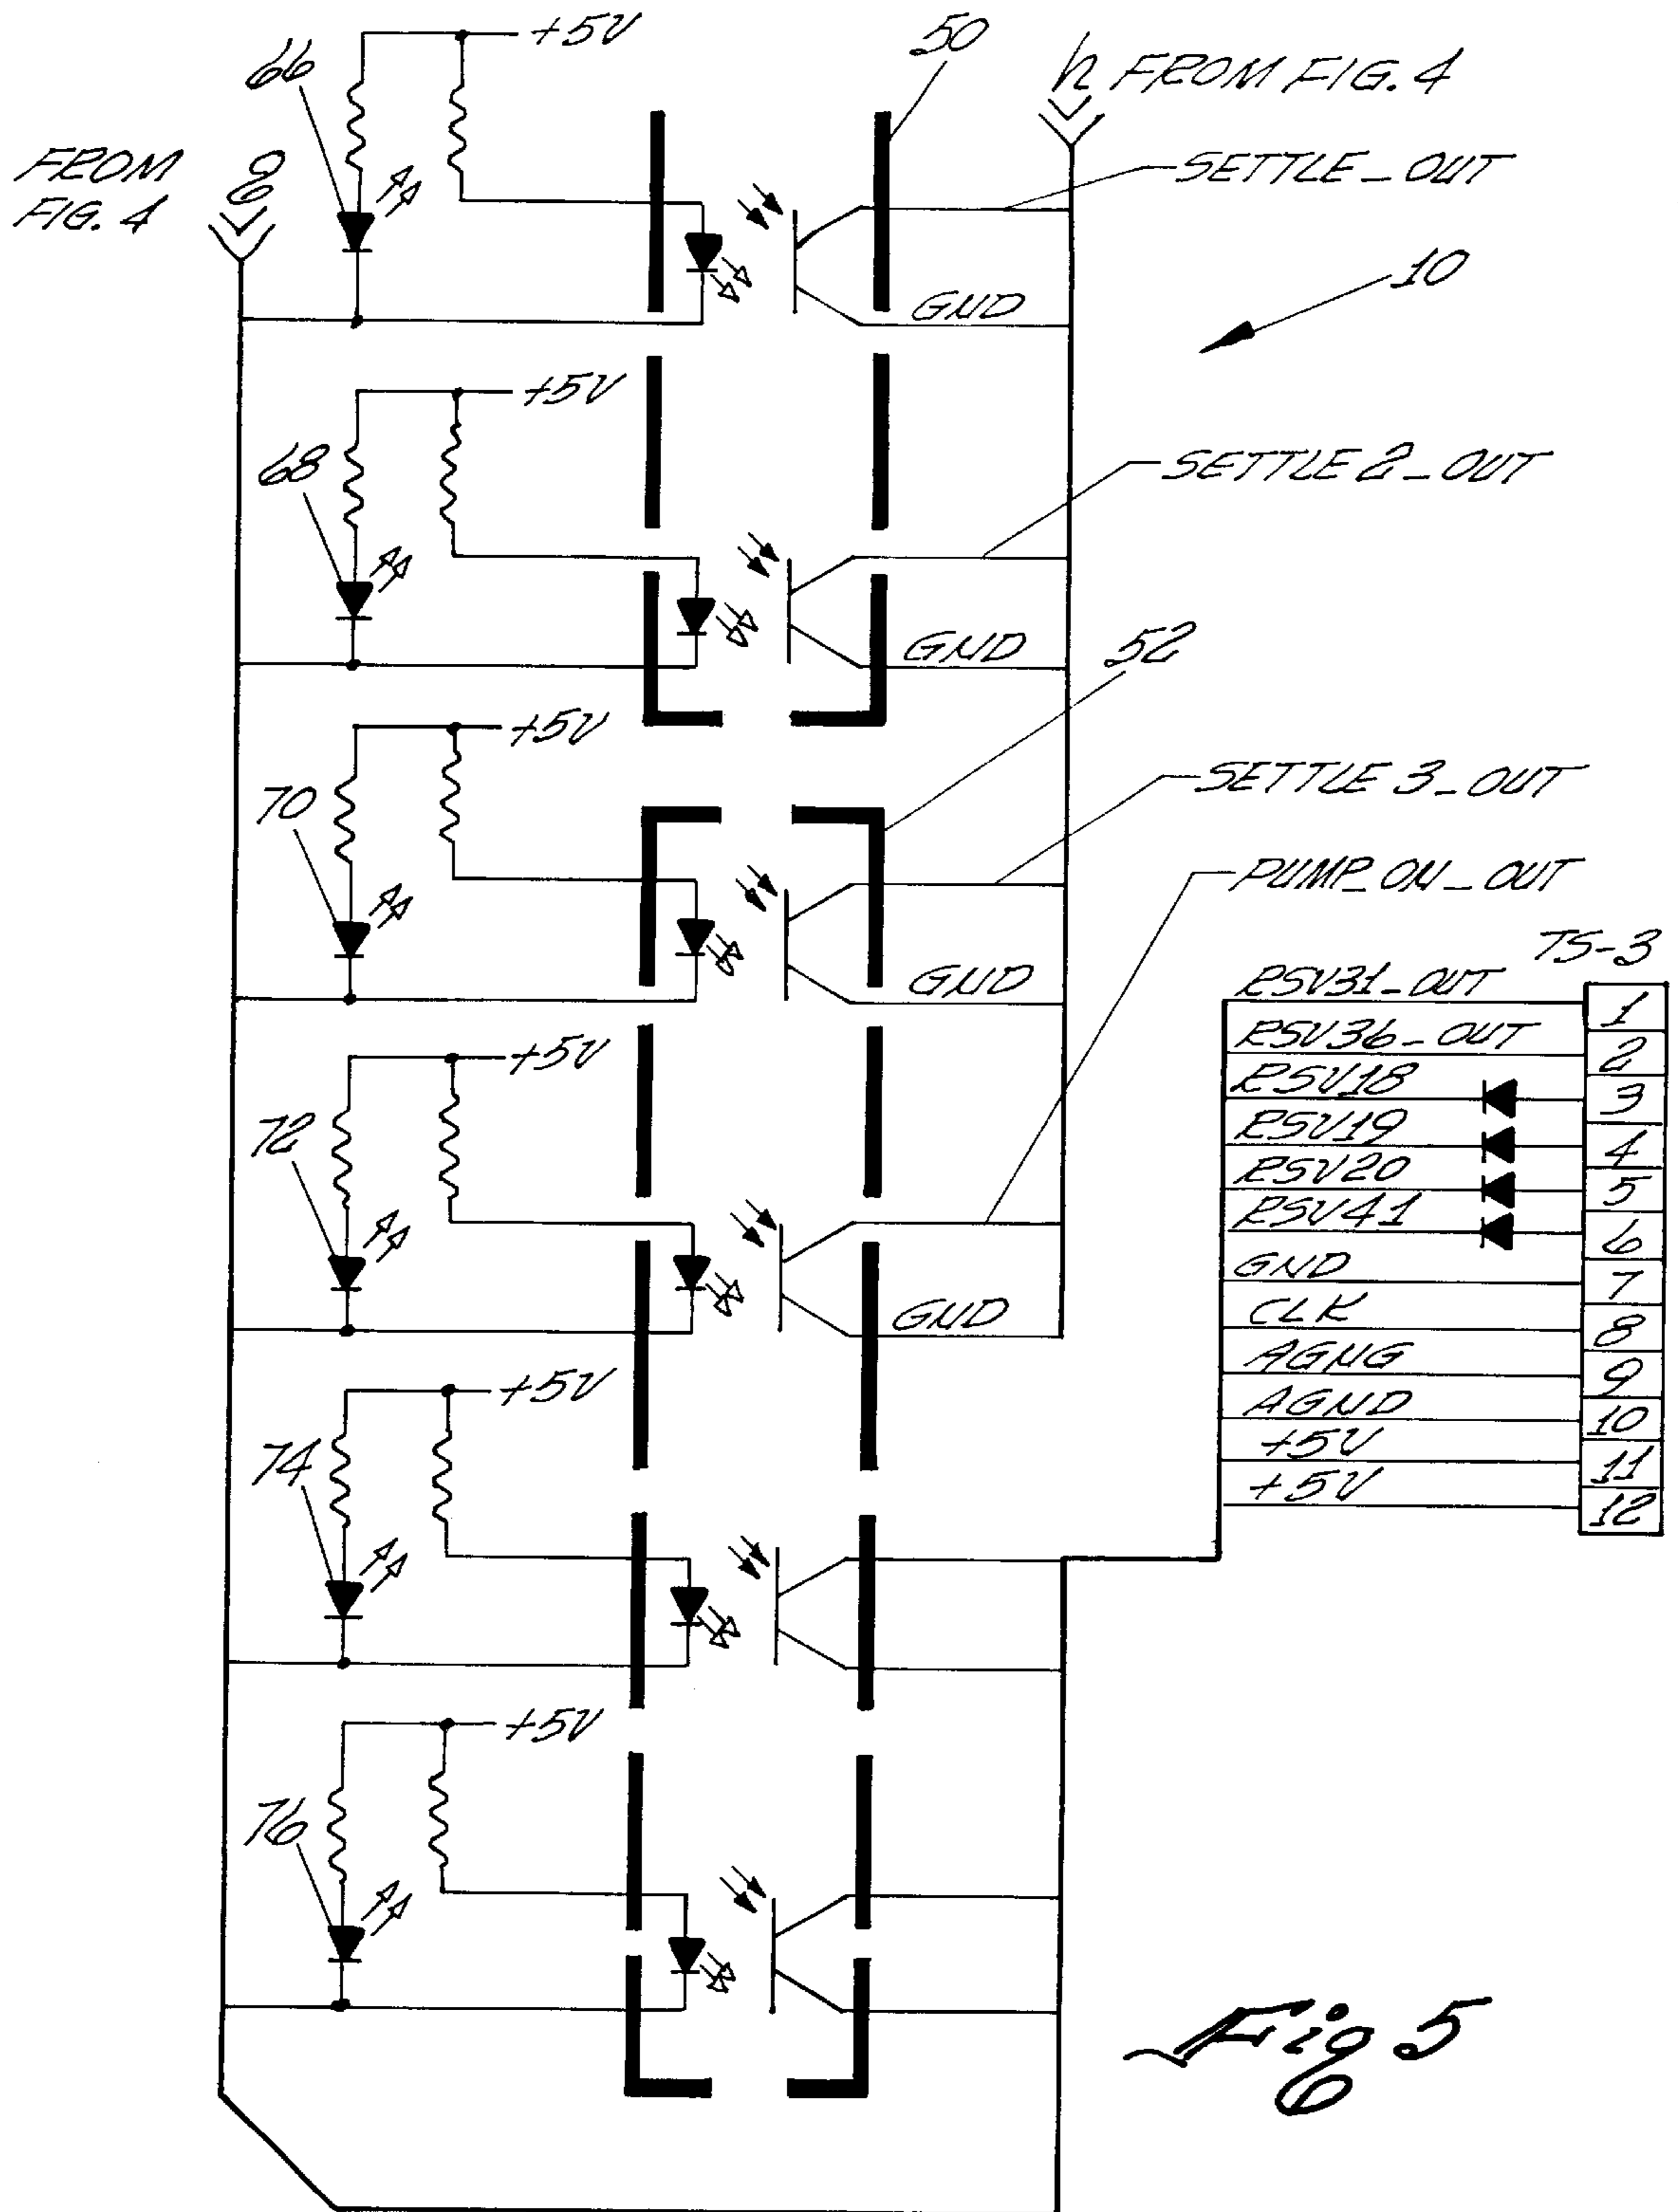 +5V
50
h FROM FIG. 4
66
FROM
FIG. 4
g
SETTLE_OUT
10
GND
+5V
68
SETTLE 2_OUT
GND
52
+5V
70
SETTLE 3_OUT
PUMP_ON_OUT
GND
TS-3
RSV31_OUT 1
RSV36_OUT 2
RSV18 3
RSV19 4
RSV20 5
RSV41 6
GND 7
CLK 8
AGNG 9
AGND 10
+5V 11
+5V 12
+5V
72
GND
+5V
74
+5V
76
Fig 5